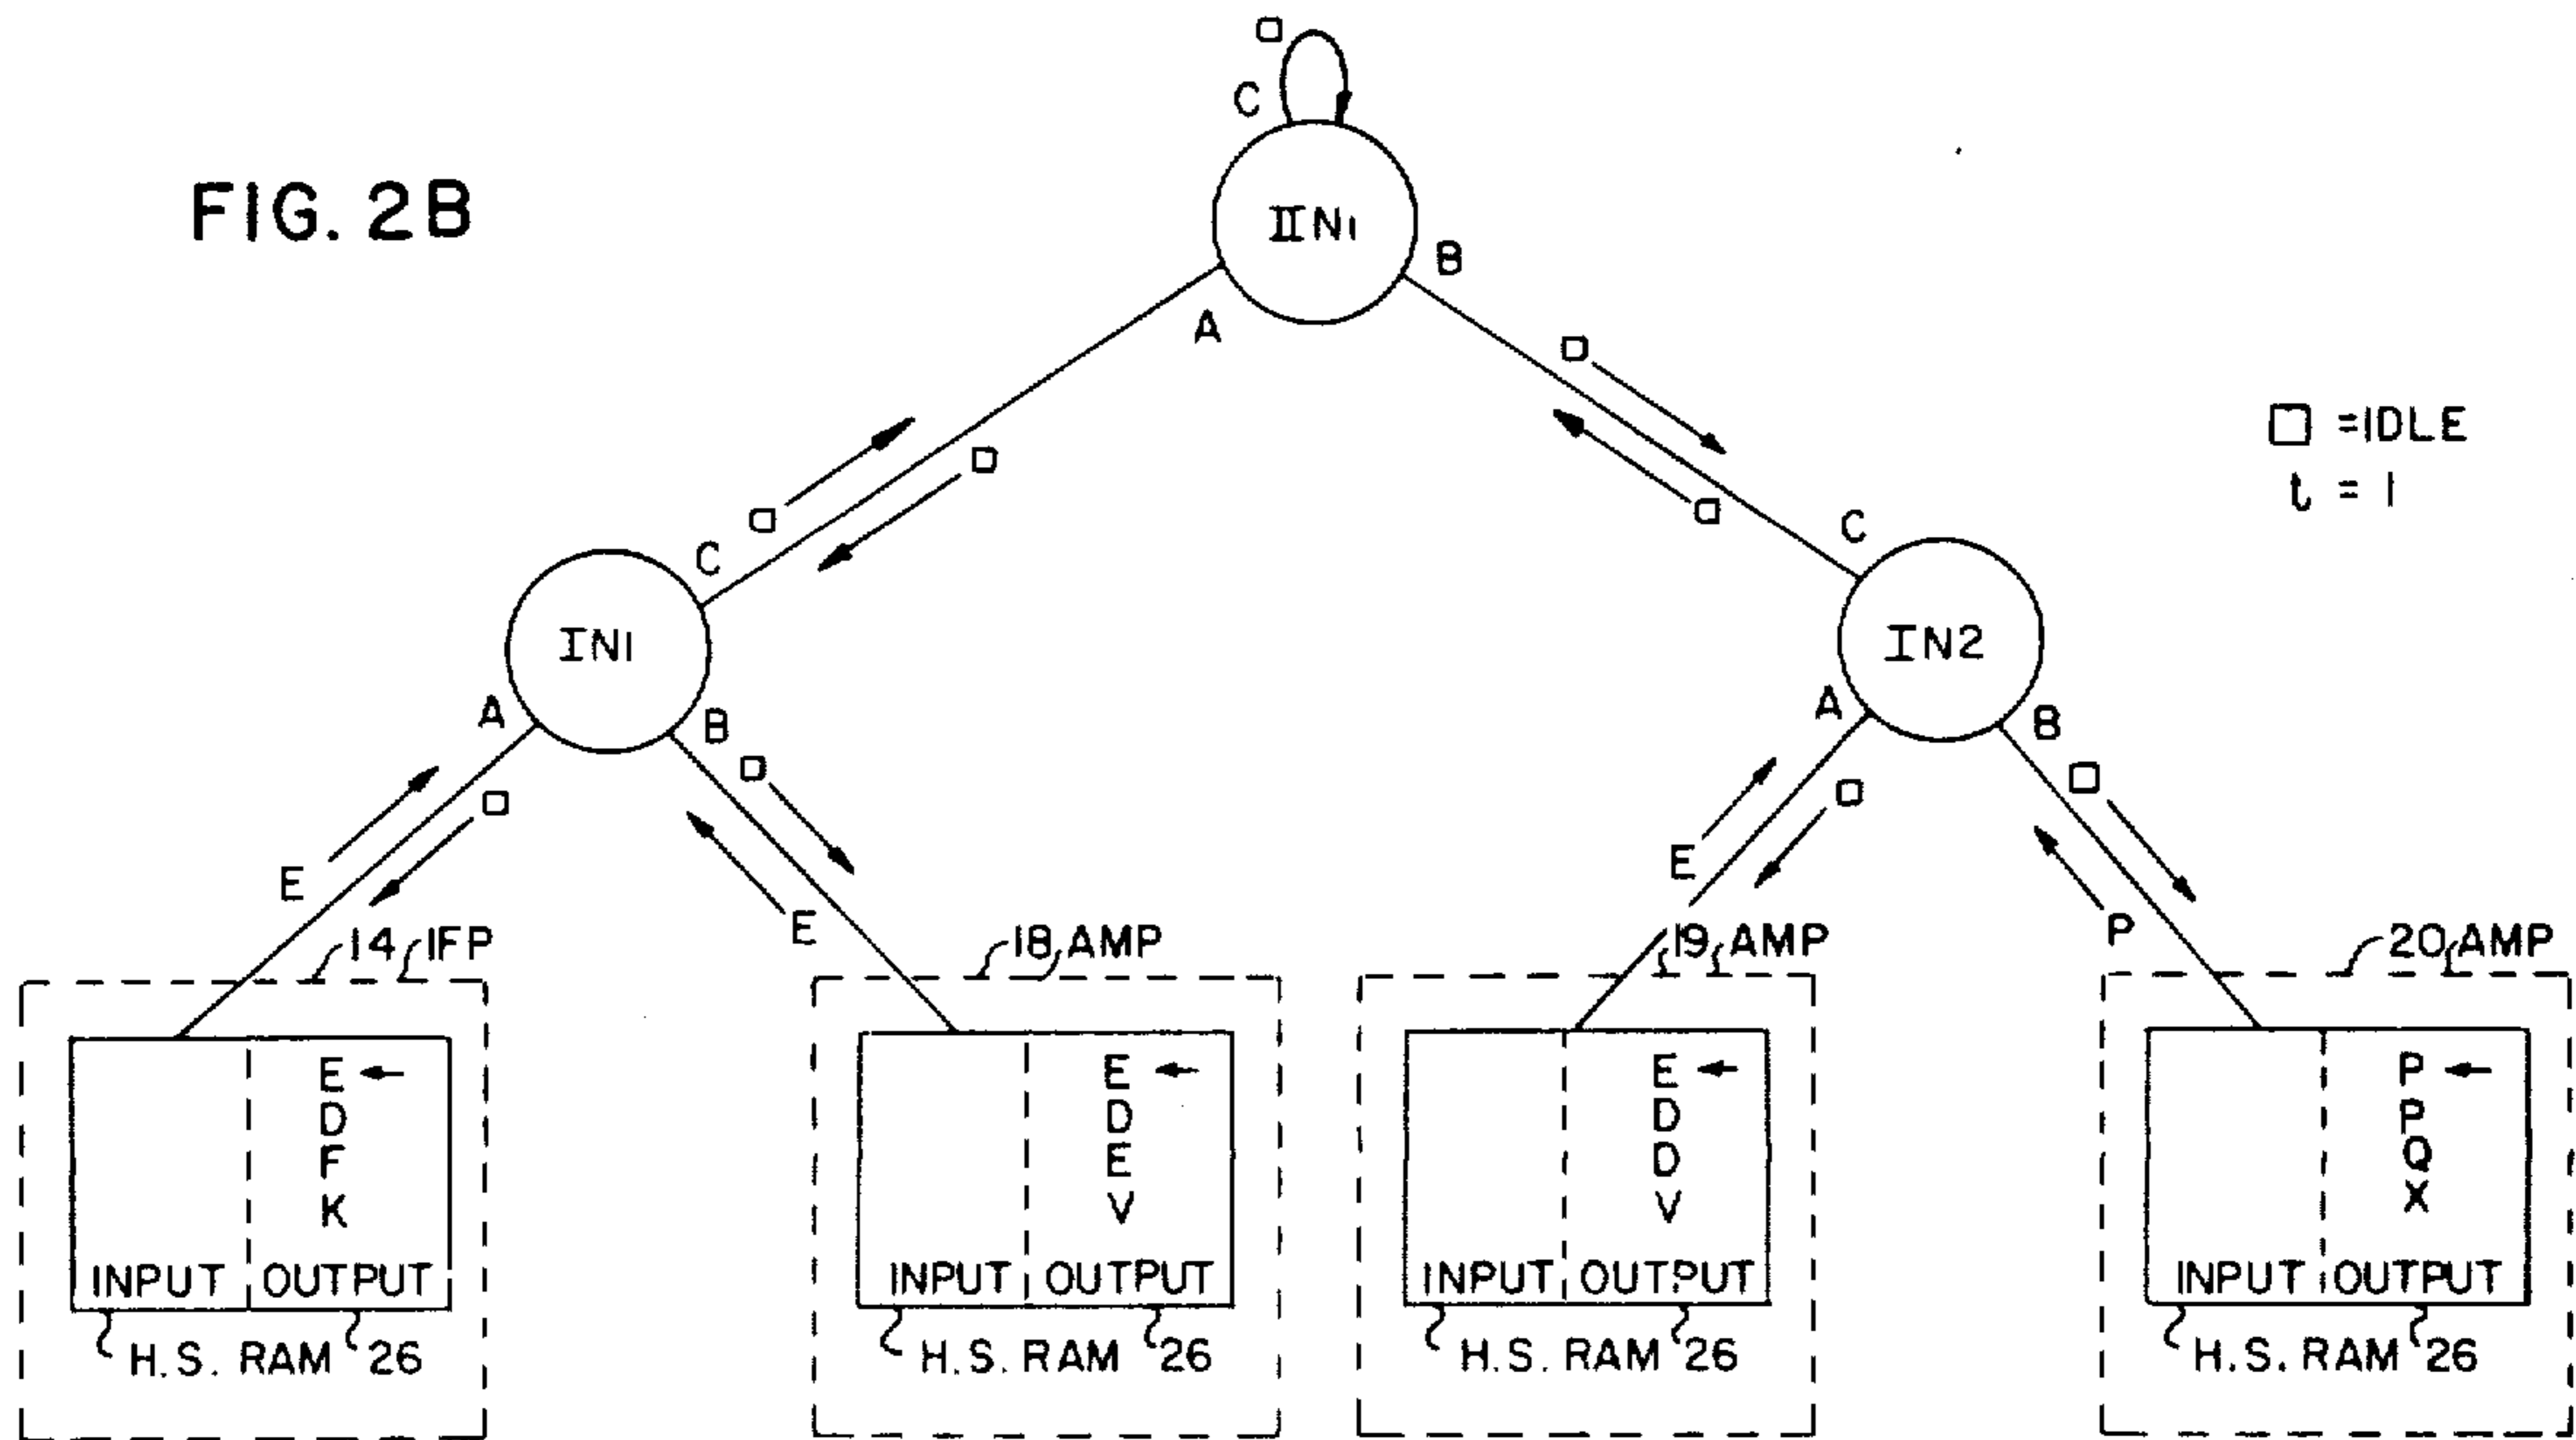 FIG. 2B
□
C
IIN1
B
A
□
□
□
□
□ =IDLE
t = 1
C
C
IN1
IN2
A
B
A
B
□
□
□
□
E
E
E
P
14 IFP
18 AMP
19 AMP
20 AMP
E
D
F
K
INPUT OUTPUT
H.S. RAM 26
E
D
E
V
INPUT OUTPUT
H.S. RAM 26
E
D
D
V
INPUT OUTPUT
H.S. RAM 26
P
P
Q
X
INPUT OUTPUT
H.S. RAM 26